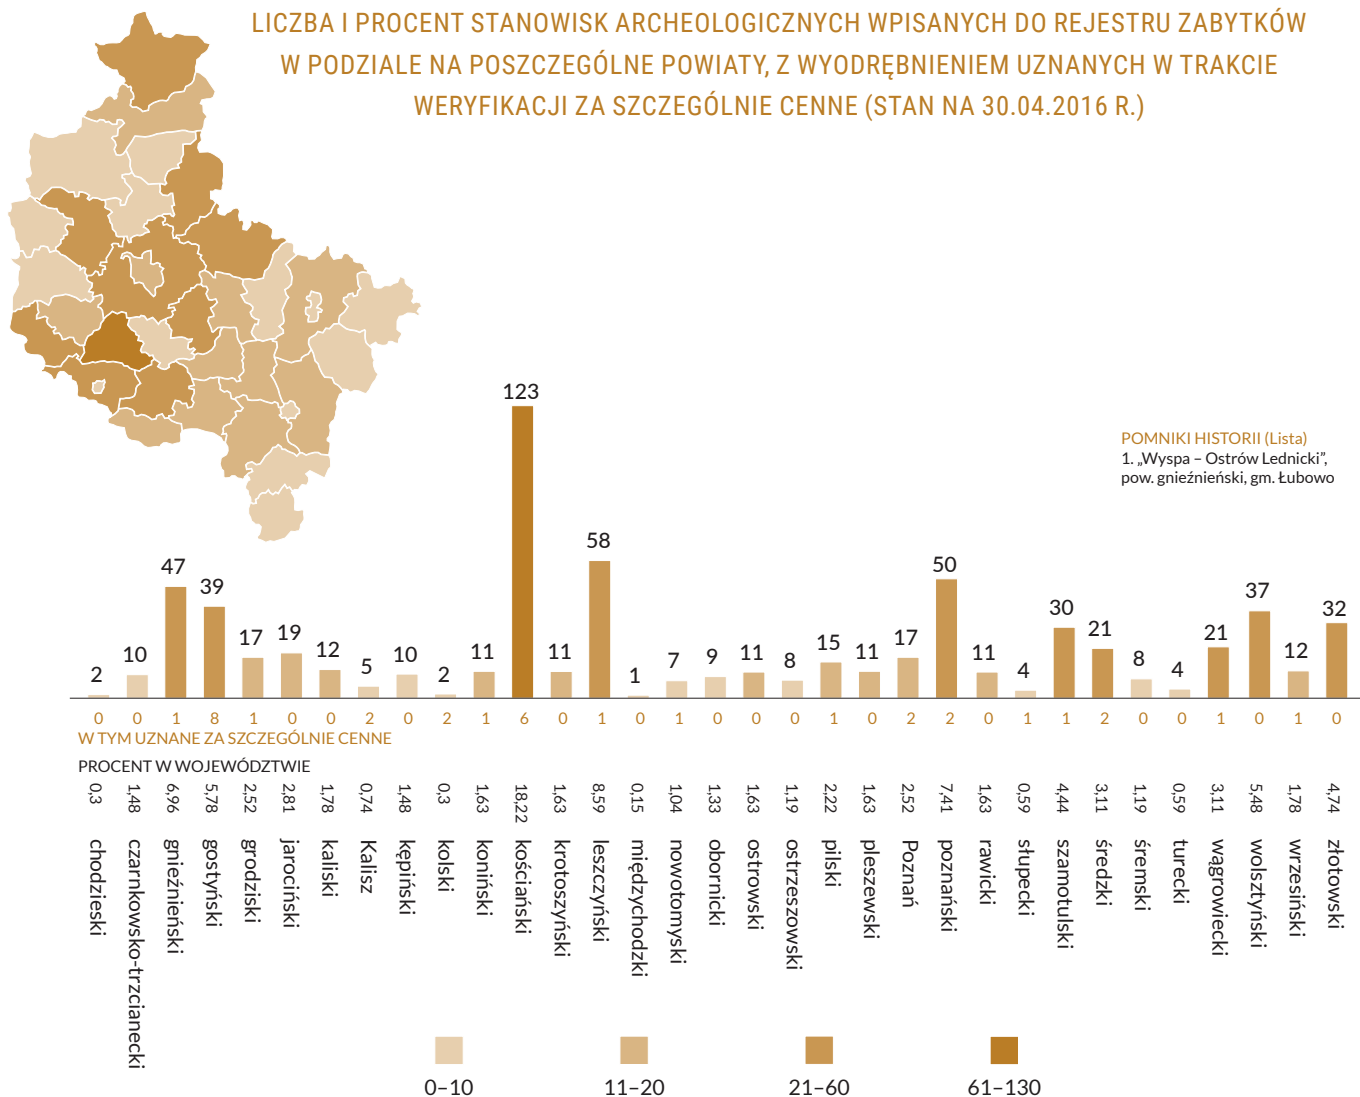 LICZBA I PROCENT STANOWISK ARCHEOLOGICZNYCH WPISANYCH DO REJESTRU ZABYTKÓW
W PODZIALE NA POSZCZEGÓLNE POWIATY, Z WYODRĘBNIENIEM UZNANYCH W TRAKCIE
WERYFIKACJI ZA SZCZEGÓLNIE CENNE (STAN NA 30.04.2016 R.)
POMNIKI HISTORII (Lista)
1. „Wyspa – Ostrów Lednicki”,
pow. gnieźnieński, gm. Łubowo
2 10 47 39 17 19 12 5 10 2 11 123 11 58 1 7 9 11 8 15 11 17 50 11 4 30 21 8 4 21 37 12 32
0 0 1 8 1 0 0 2 0 2 1 6 0 1 0 1 0 0 0 1 0 2 2 0 1 1 2 0 0 1 0 1 0
W TYM UZNANE ZA SZCZEGÓLNIE CENNE
PROCENT W WOJEWÓDZTWIE
0,3 1,48 6,96 5,78 2,52 2,81 1,78 0,74 1,48 0,3 1,63 18,22 1,63 8,59 0,15 1,04 1,33 1,63 1,19 2,22 1,63 2,52 7,41 1,63 0,59 4,44 3,11 1,19 0,59 3,11 5,48 1,78 4,74
chodzieski
czarnkowsko-trzcianecki
gnieźnieński
gostyński
grodziski
jarociński
kaliski
Kalisz
kępiński
kolski
koniński
kościański
krotoszyński
leszczyński
międzychodzki
nowotomyski
obornicki
ostrowski
ostrzeszowski
pilski
pleszewski
Poznań
poznański
rawicki
słupecki
szamotulski
średzki
śremski
turecki
wągrowiecki
wolsztyński
wrzesiński
złotowski
0–10 11–20 21–60 61–130